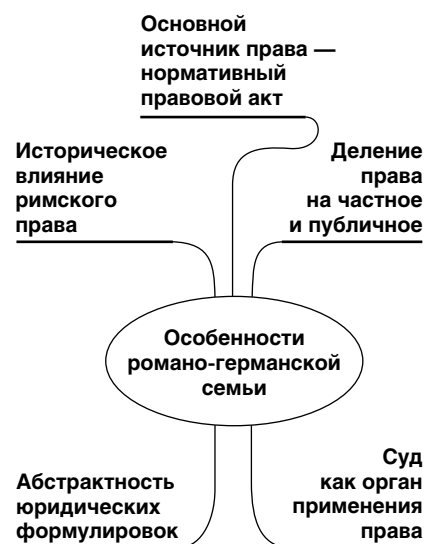 Основной
источник права —
нормативный
правовой акт
Историческое
влияние
римского
права
Деление
права
на частное
и публичное
Особенности
романо-германской
семьи
Абстрактность
юридических
формулировок
Суд
как орган
применения
права